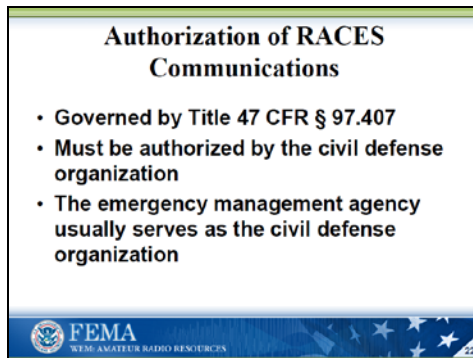 Authorization of RACES
Communications
• Governed by Title 47 CFR § 97.407
• Must be authorized by the civil defense
organization
• The emergency management agency
usually serves as the civil defense
organization
FEMA
WEM: AMATEUR RADIO RESOURCES